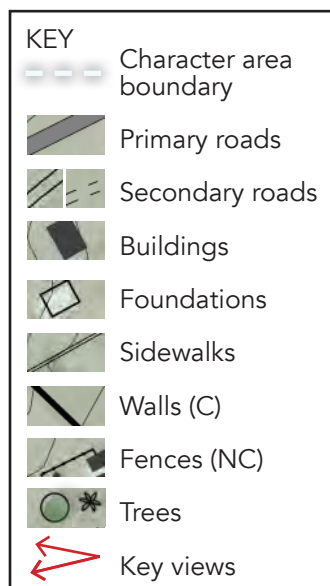 KEY
Character area
boundary
Primary roads
Secondary roads
Buildings
Foundations
Sidewalks
Walls (C)
Fences (NC)
Trees
Key views